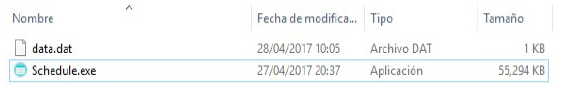 Nombre Fecha de modifica... Tipo Tamaño
data.dat 28/04/2017 10:05 Archivo DAT 1 KB
Schedule.exe 27/04/2017 20:37 Aplicación 55,294 KB